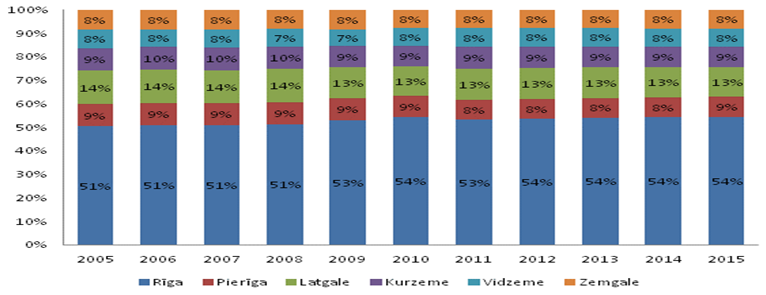 100%
8% 8% 8% 8% 8% 8% 8% 8% 8% 8% 8%
90%
8% 8% 8% 7% 7% 8% 8% 8% 8% 8% 8%
80%
9% 10% 10% 10% 9% 9% 9% 9% 9% 9% 9%
70%
14% 14% 14% 14% 13% 13% 13% 13% 13% 13% 13%
60%
9% 9% 9% 9% 9% 9% 8% 8% 8% 8% 9%
50%
40%
30%
51% 51% 51% 51% 53% 54% 53% 54% 54% 54% 54%
20%
10%
0%
2005 2006 2007 2008 2009 2010 2011 2012 2013 2014 2015
Rīga Pierīga Latgale Kurzeme Vidzeme Zemgale